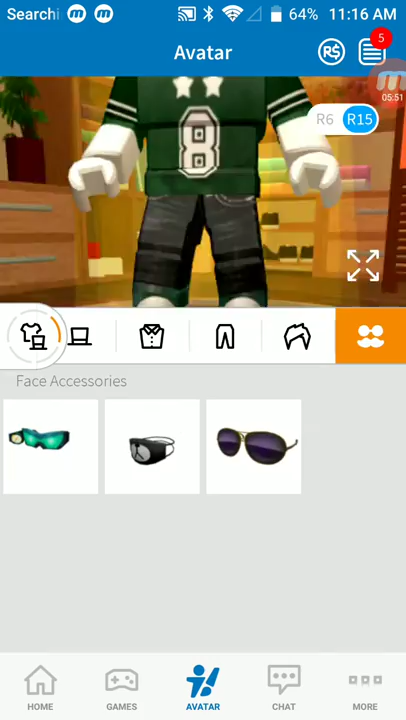 Searchi 64% 11:16 AM
Avatar
R$
5
05:51
R6 R15
8
Face Accessories
HOME GAMES AVATAR CHAT MORE